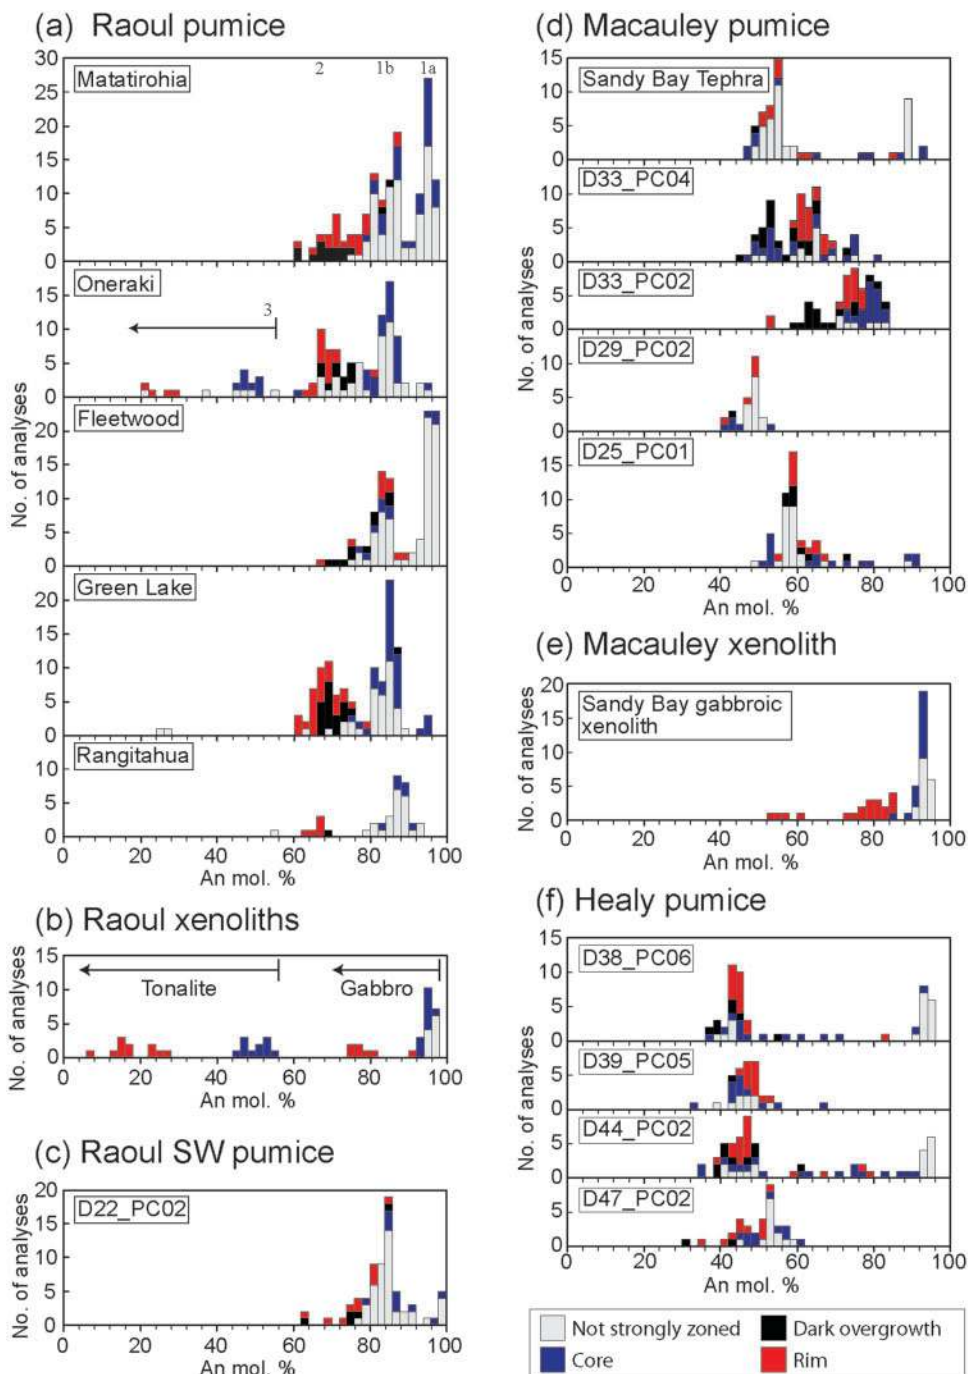 (a) Raoul pumice
30
25
20
15
10
5
0
Matatirohia
2
1b
1a
15
10
5
0
Oneraki
3
No. of analyses
20
15
10
5
0
Fleetwood
20
15
10
5
0
Green Lake
10
5
0
Rangitahua
0 20 40 60 80 100
An mol. %
(b) Raoul xenoliths
15
10
5
0
No. of analyses
Tonalite
Gabbro
0 20 40 60 80 100
An mol. %
(c) Raoul SW pumice
20
15
10
5
0
No. of analyses
D22_PC02
0 20 40 60 80 100
An mol. %
(d) Macauley pumice
15
10
5
0
Sandy Bay Tephra
10
5
0
D33_PC04
No. of analyses
5
0
D33_PC02
10
5
0
D29_PC02
15
10
5
0
D25_PC01
0 20 40 60 80 100
An mol. %
(e) Macauley xenolith
20
15
10
5
0
No. of analyses
Sandy Bay gabbroic
xenolith
0 20 40 60 80 100
An mol. %
(f) Healy pumice
15
10
5
0
D38_PC06
5
0
D39_PC05
No. of analyses
5
0
D44_PC02
5
0
D47_PC02
0 20 40 60 80 100
An mol. %
Not strongly zoned
Dark overgrowth
Core
Rim